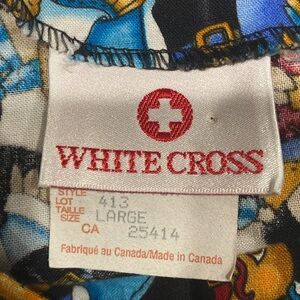 WHITE CROSS
STYLE
LOT 413
TAILLE
SIZE LARGE
CA 25414
Fabriqué au Canada/Made in Canada